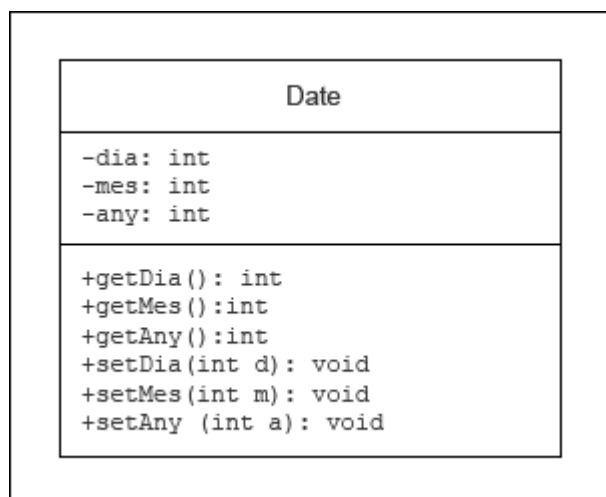 Date
-dia: int
-mes: int
-any: int
+getDia(): int
+getMes():int
+getAny():int
+setDia(int d): void
+setMes(int m): void
+setAny (int a): void